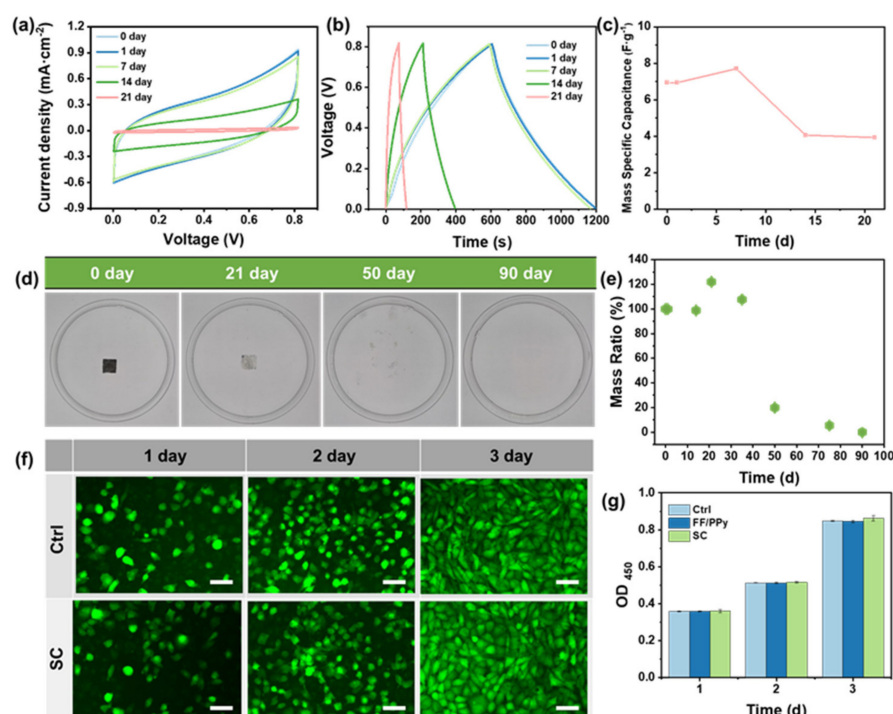 (a)
Current density (mA·cm⁻²)
1.2
0.9
0.6
0.3
0.0
-0.3
-0.6
-0.9
0 day
1 day
7 day
14 day
21 day
0.0 0.2 0.4 0.6 0.8 1.0
Voltage (V)
(b)
Voltage (V)
1.0
0.8
0.6
0.4
0.2
0.0
0 day
1 day
7 day
14 day
21 day
0 200 400 600 800 1000 1200
Time (s)
(c)
Mass Specific Capacitance (F·g⁻¹)
10
8
6
4
2
0
0 5 10 15 20
Time (d)
(d)
0 day 21 day 50 day 90 day
(e)
Mass Ratio (%)
140
120
100
80
60
40
20
0
0 10 20 30 40 50 60 70 80 90 100
Time (d)
(f)
1 day 2 day 3 day
Ctrl
SC
(g)
OD 450
1.0
0.8
0.6
0.4
0.2
0.0
Ctrl
FF/PPy
SC
1 2 3
Time (d)